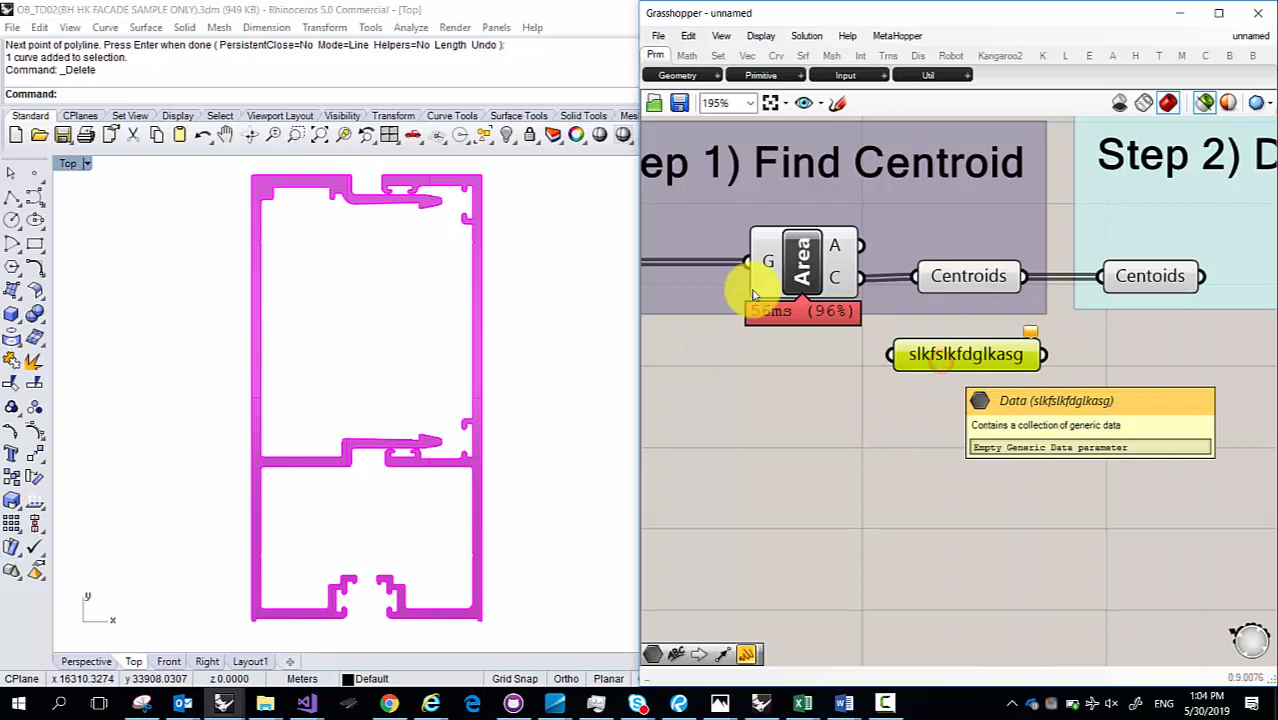 OB_TD02(BH HK FACADE SAMPLE ONLY).3dm (949 KB) - Rhinoceros 5.0 Commercial - [Top]
File Edit View Curve Surface Solid Mesh Dimension Transform Tools Analyze Render Panels
Next point of polyline. Press Enter when done ( PersistentClose=No Mode=Line Helpers=No Length Undo ):
1 curve added to selection.
Command: _Delete
Command:
Standard CPlanes Set View Display Select Viewport Layout Visibility Transform Curve Tools Surface Tools Solid Tools Mes
Top
y
x
Perspective Top Front Right Layout1
CPlane x 16310.3274 y 33908.0307 z 0.0000 Meters Default Grid Snap Ortho Planar
Grasshopper - unnamed
File Edit View Display Solution Help MetaHopper unnamed
Prm Math Set Vec Crv Srf Msh Int Trns Dis Robot Kangaroo2 K L E A H T M S C B B
Geometry Primitive Input Util
195%
ep 1) Find Centroid
Step 2) D
G Area A C
56ms (96%)
Centroids
Centoids
slkfslkfdglkasg
Data (slkfslkfdglkasg)
Contains a collection of generic data
Empty Generic Data parameter
0.9.0076
ENG
1:04 PM
5/30/2019